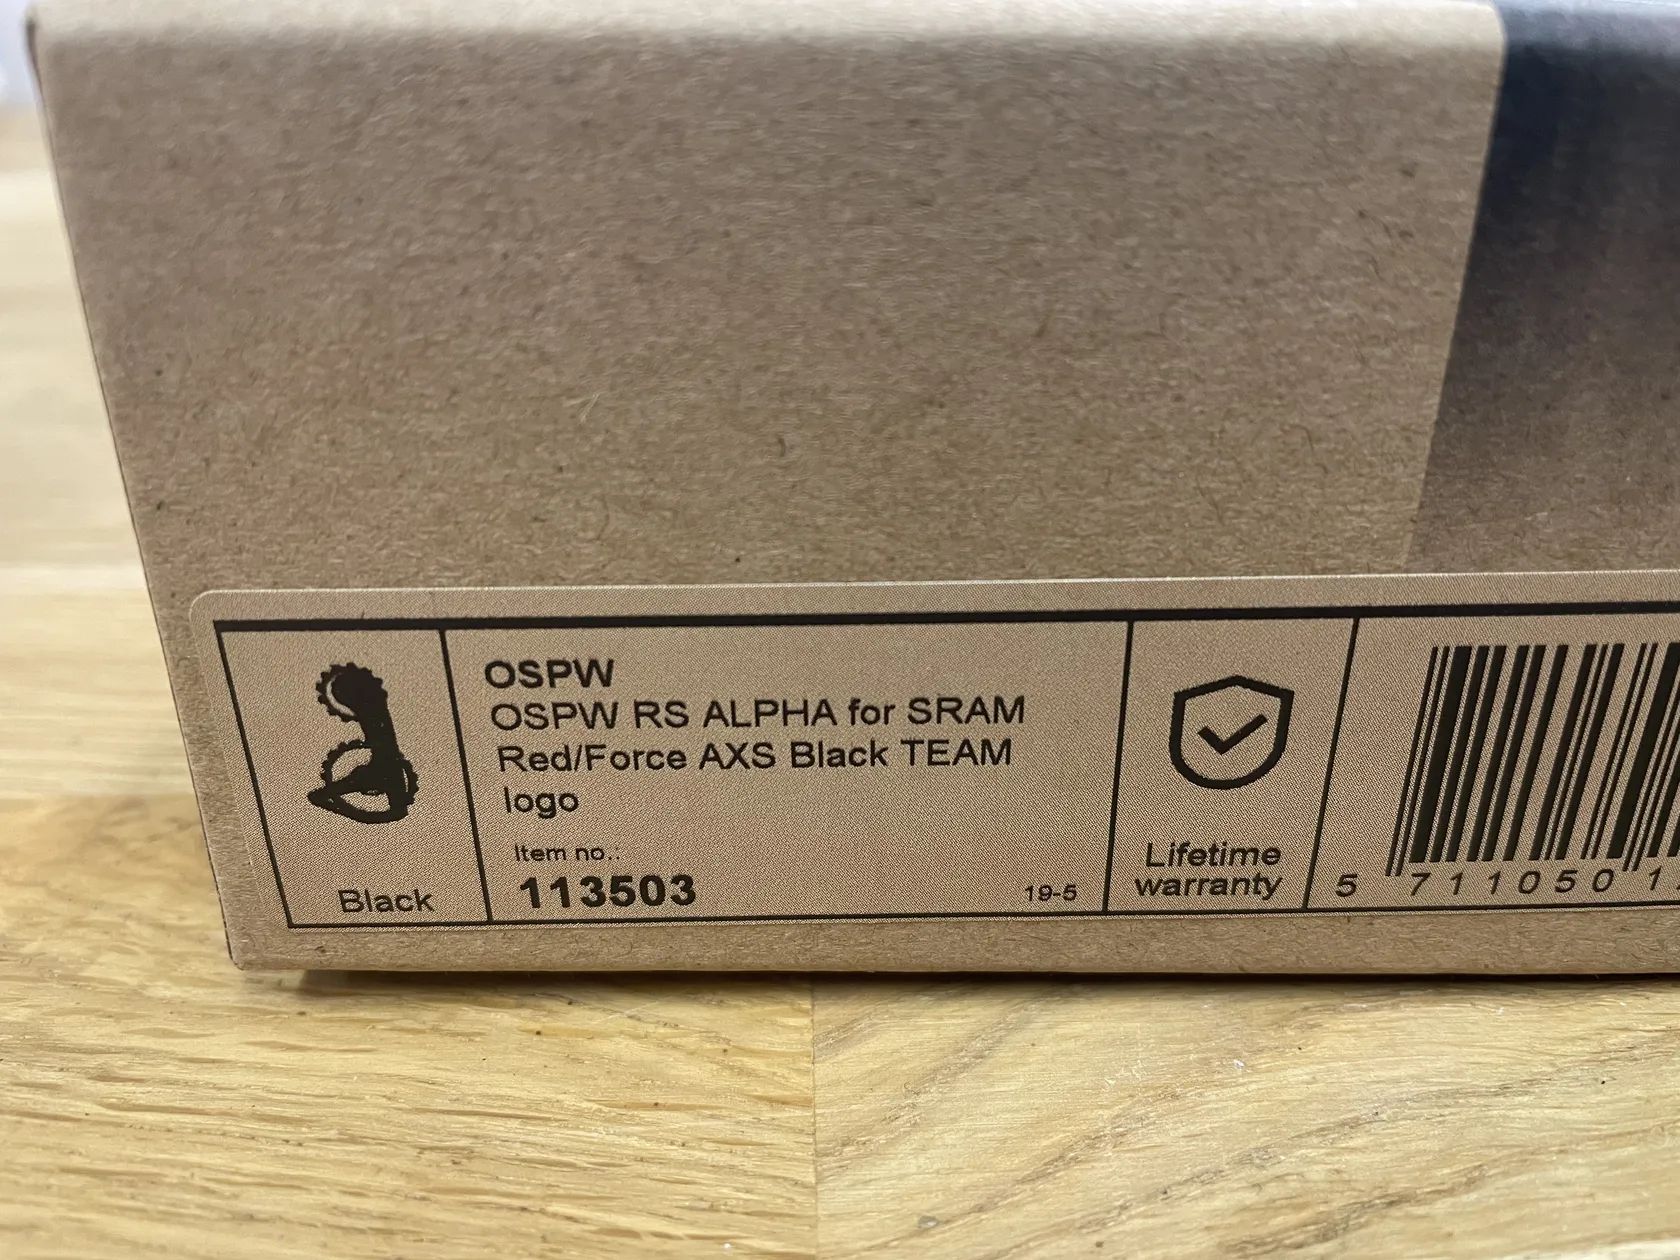 OSPW
OSPW RS ALPHA for SRAM
Red/Force AXS Black TEAM
logo
Item no.:
113503
19-5
Black
Lifetime
warranty
5 711050 1